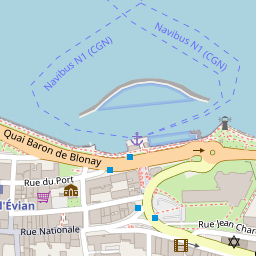 Navibus N1 (CGN)
Navibus N1 (CGN)
Quai Baron de Blonay
Rue du Port
l'Évian
Rue Nationale
Rue Jean Char